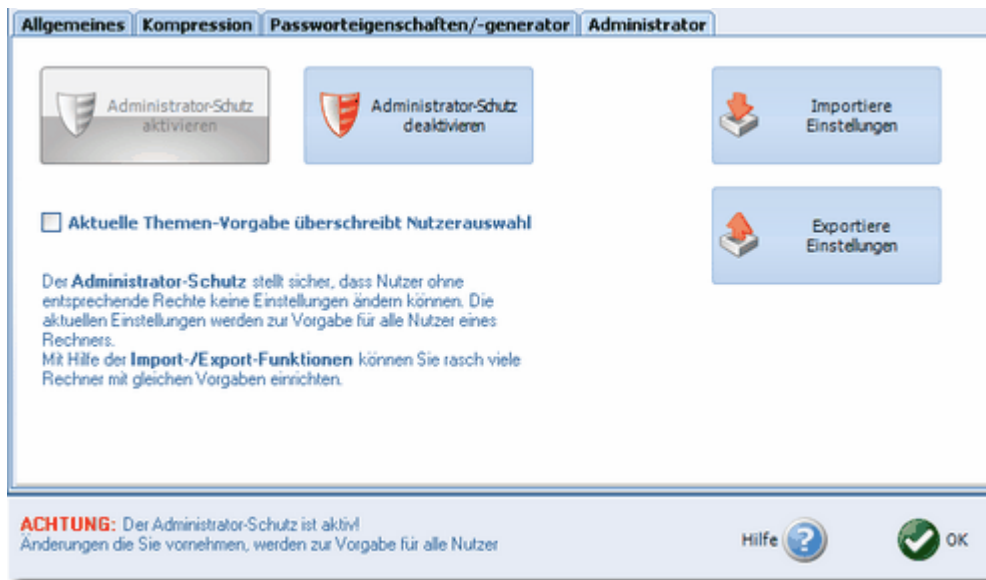 Allgemeines Kompression Passworteigenschaften/-generator Administrator
Administrator-Schutz
aktivieren
Administrator-Schutz
deaktivieren
Importiere
Einstellungen
Aktuelle Themen-Vorgabe überschreibt Nutzerauswahl
Exportiere
Einstellungen
Der Administrator-Schutz stellt sicher, dass Nutzer ohne
entsprechende Rechte keine Einstellungen ändern können. Die
aktuellen Einstellungen werden zur Vorgabe für alle Nutzer eines
Rechners.
Mit Hilfe der Import-/Export-Funktionen können Sie rasch viele
Rechner mit gleichen Vorgaben einrichten.
ACHTUNG: Der Administrator-Schutz ist aktiv!
Änderungen die Sie vornehmen, werden zur Vorgabe für alle Nutzer
Hilfe ? OK